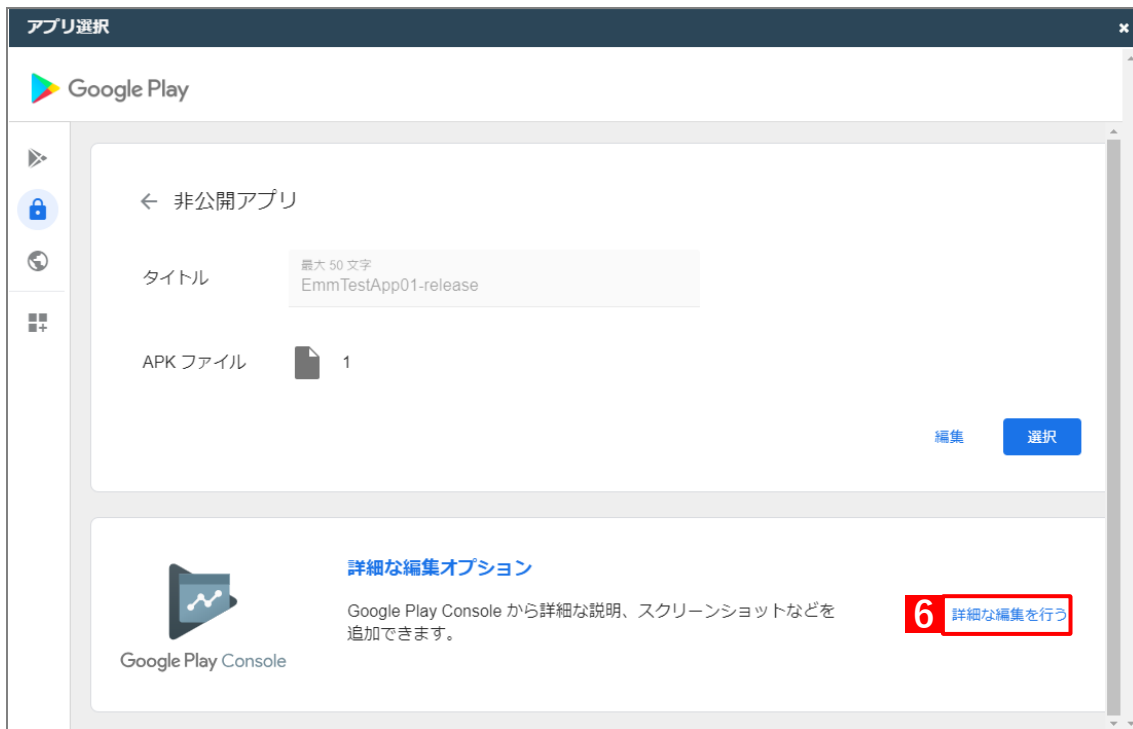 アプリ選択
Google Play
非公開アプリ
タイトル
最大 50 文字
EmmTestApp01-release
APK ファイル
1
編集
選択
詳細な編集オプション
Google Play Console から詳細な説明、スクリーンショットなどを
追加できます。
6
詳細な編集を行う
Google Play Console